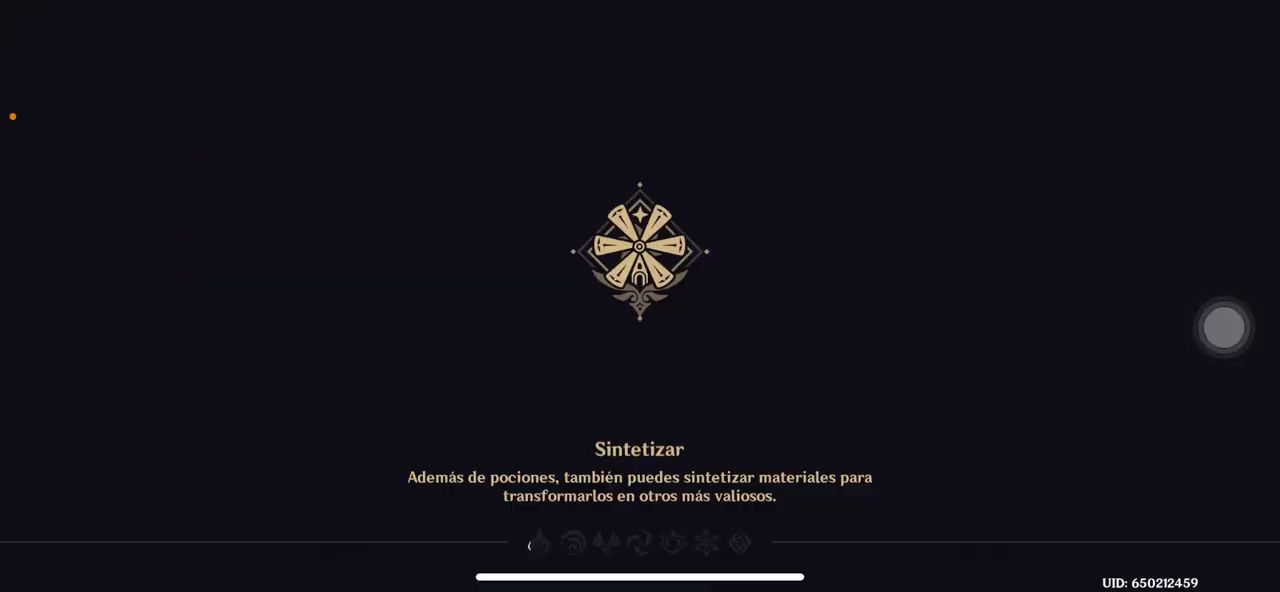 Sintetizar
Además de pociones, también puedes sintetizar materiales para
transformarlos en otros más valiosos.
UID: 650212459